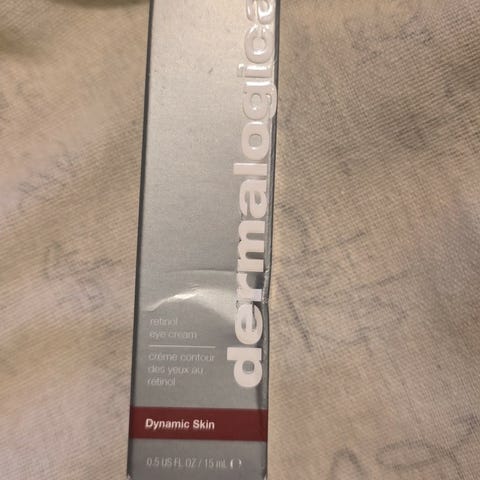 dermalogica
retinol
eye cream
crème contour
des yeux au
rétinol
Dynamic Skin
0.5 US FL OZ / 15 mL ℮